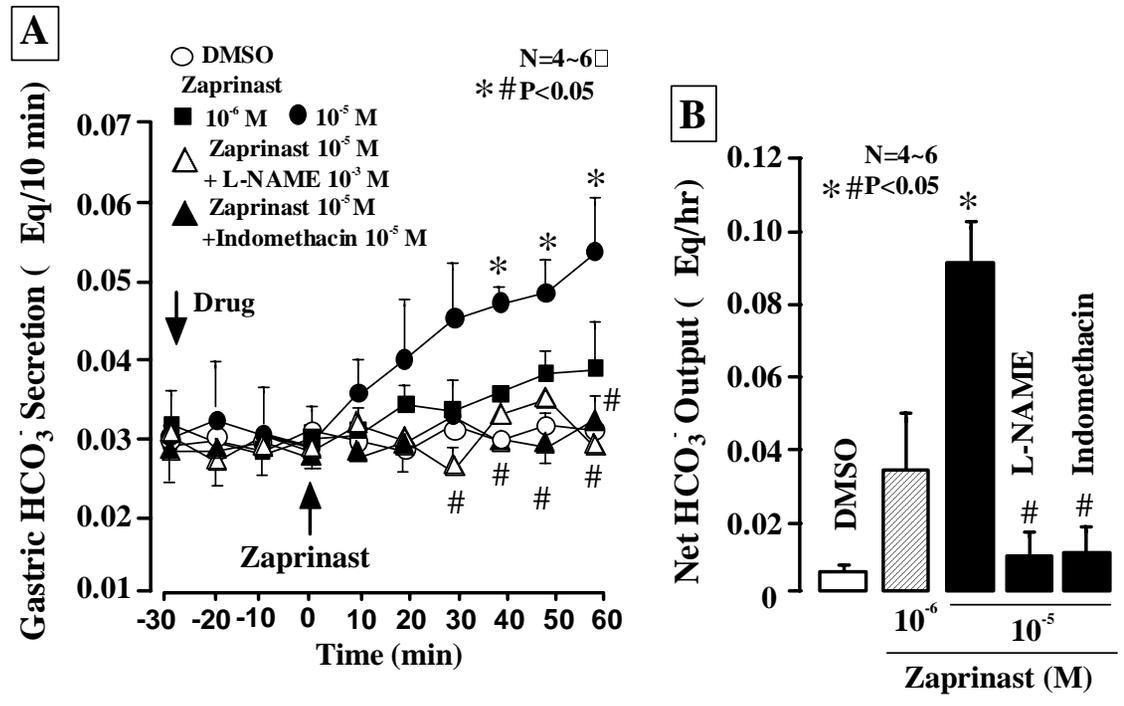 A
DMSO
N=4~6□
Zaprinast
*#P<0.05
10⁻⁶ M 10⁻⁵ M
Zaprinast 10⁻⁵ M
+ L-NAME 10⁻³ M
Zaprinast 10⁻⁵M
+Indomethacin 10⁻⁵ M
Gastric HCO₃⁻ Secretion ( Eq/10 min)
0.07
0.06
0.05
0.04
0.03
0.02
0.01
Drug
* * *
#
# # # #
Zaprinast
-30 -20 -10 0 10 20 30 40 50 60
Time (min)
B
N=4~6
*#P<0.05
Net HCO₃⁻ Output ( Eq/hr)
0.12
0.10
0.08
0.06
0.04
0.02
0
*
DMSO
L-NAME
Indomethacin
# #
10⁻⁶
10⁻⁵
Zaprinast (M)